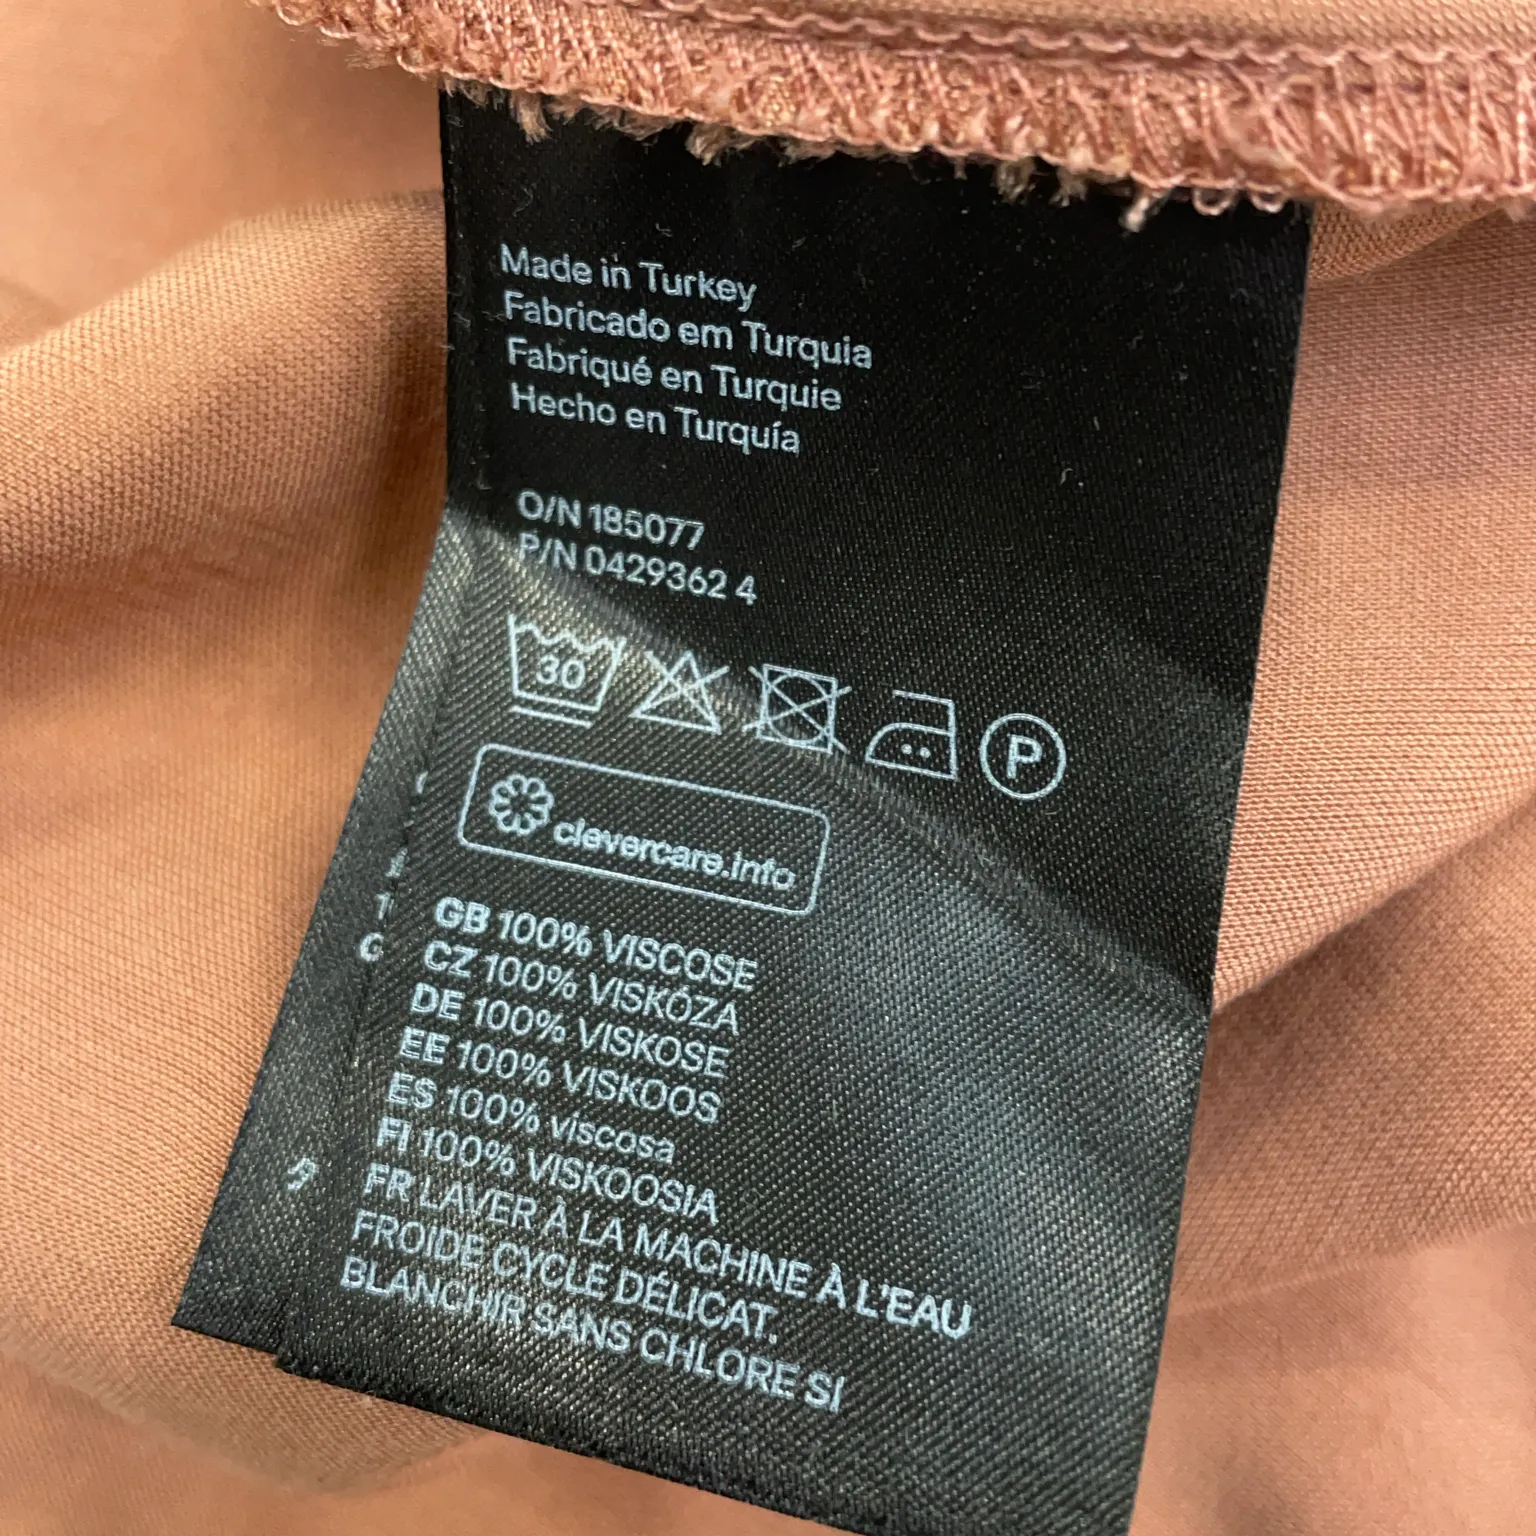 Made in Turkey
Fabricado em Turquia
Fabriqué en Turquie
Hecho en Turquía
O/N 185077
P/N 0429362 4
30
P
clevercare.info
GB 100% VISCOSE
CZ 100% VISKÓZA
DE 100% VISKOSE
EE 100% VISKOOS
ES 100% viscosa
FI 100% VISKOOSIA
FR LAVER À LA MACHINE À L'EAU
FROIDE CYCLE DÉLICAT.
BLANCHIR SANS CHLORE SI